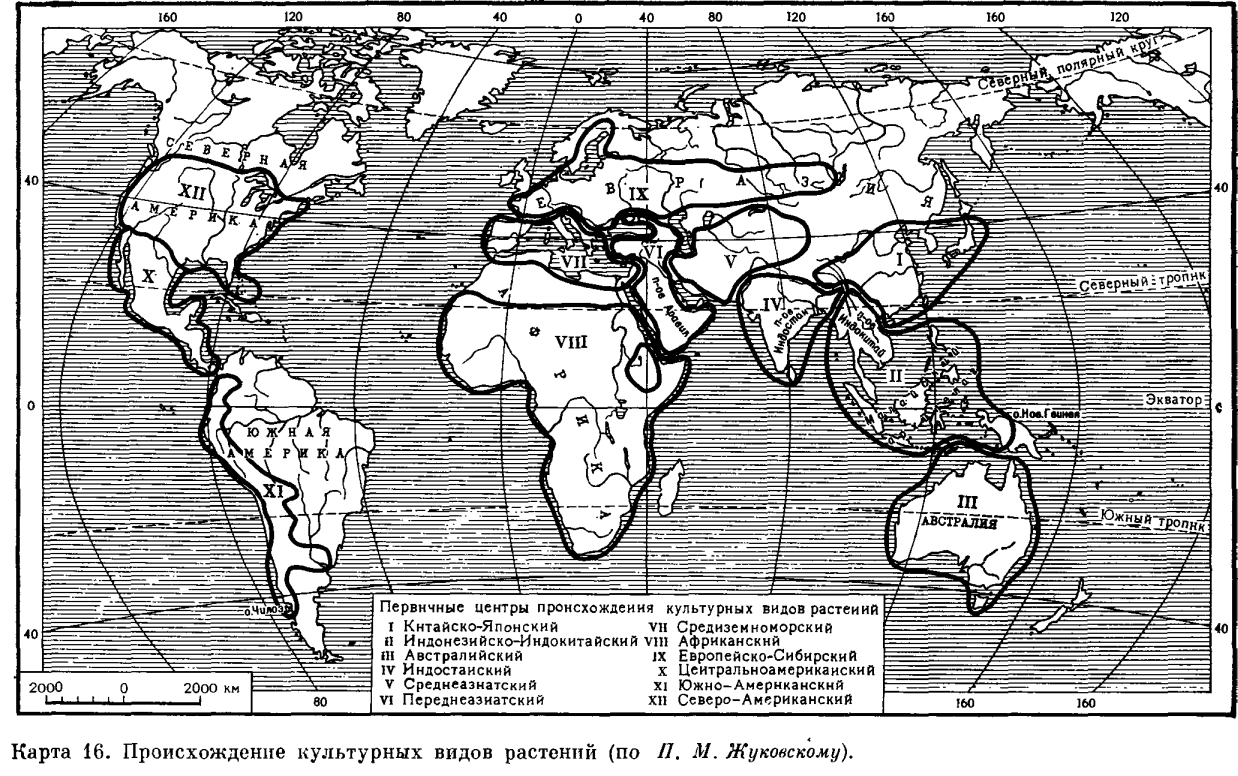 160 120 80 40 0 40 80 120 160 160 120
Северный полярный круг
СЕВЕРНАЯ
40 XII IX ЕВРАЗИЯ 40
АМЕРИКА
X VII VI V I
Северный тропик
п-ов Аравия
IV п-ов Индостан
п-ов Индокитай
VIII АФРИКА
II
0 Экватор 0
о.Нов.Гвинея
ЮЖНАЯ
АМЕРИКА
XI
III
АВСТРАЛИЯ
Южный тропик
о.Чилоэ
40 40
Первичные центры происхождения культурных видов растений
I Китайско-Японский VII Средиземноморский
II Индонезийско-Индокитайский VIII Африканский
III Австралийский IX Европейско-Сибирский
IV Индостанский X Центральноамериканский
V Среднеазиатский XI Южно-Американский
VI Переднеазиатский XII Северо-Американский
2000 0 2000 км
80 160 160
Карта 16. Происхождение культурных видов растений (по П. М. Жуковскому).